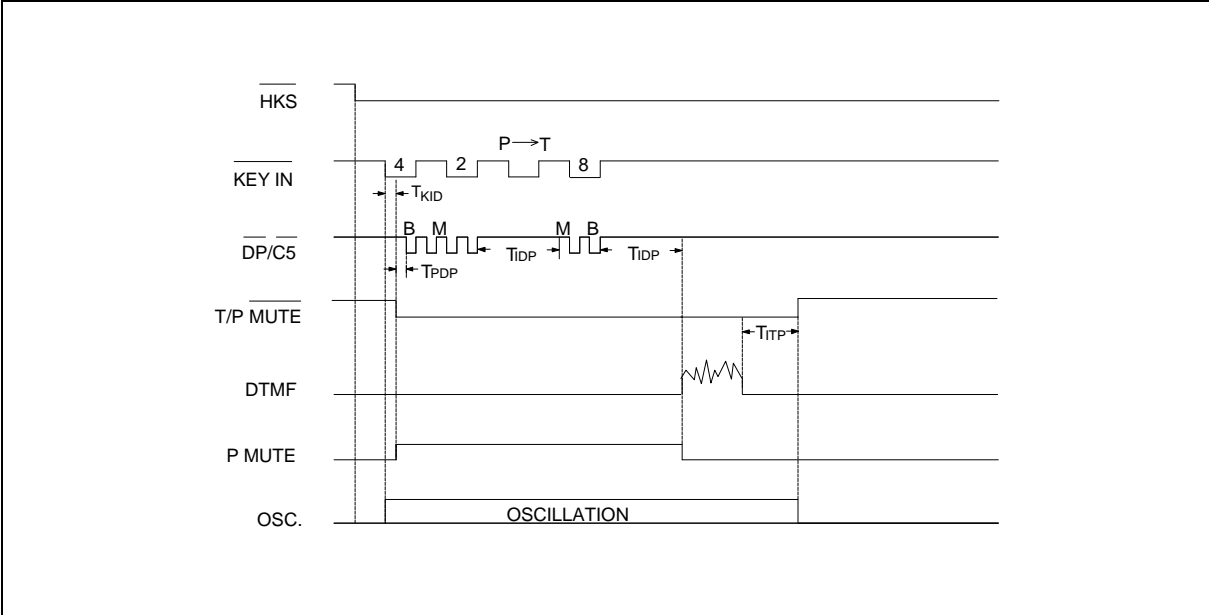 HKS
P→T
KEY IN 4 2 8
TKID
B M M B
DP/C5 TIDP TIDP
TPDP
T/P MUTE
TITP
DTMF
P MUTE
OSC. OSCILLATION